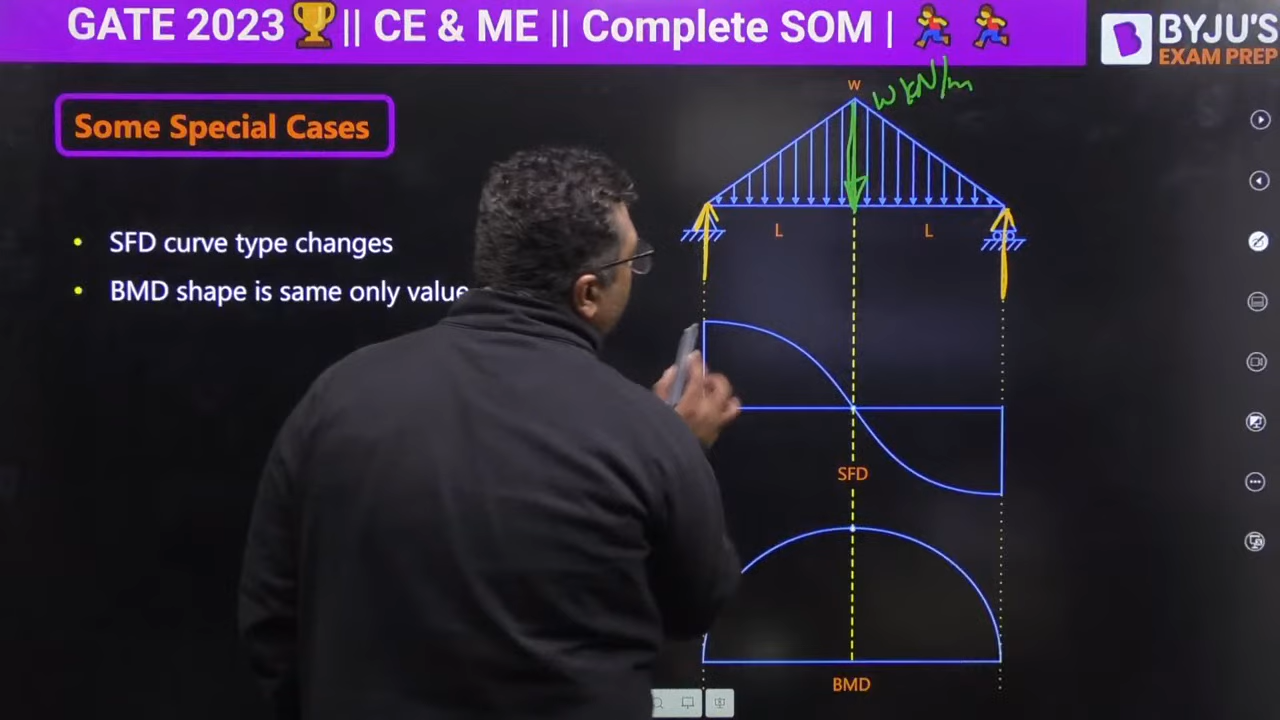 GATE 2023🏆|| CE & ME || Complete SOM | 🏃 🏃
BYJU'S
EXAM PREP
Some Special Cases
• SFD curve type changes
• BMD shape is same only value
w
w kN/m
L
L
SFD
BMD